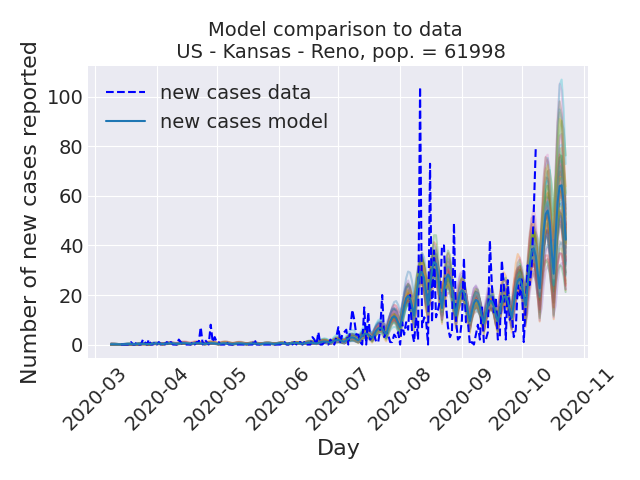 Model comparison to data
US - Kansas - Reno, pop. = 61998
new cases data
new cases model
Number of new cases reported
100
80
60
40
20
0
2020-03
2020-04
2020-05
2020-06
2020-07
2020-08
2020-09
2020-10
2020-11
Day